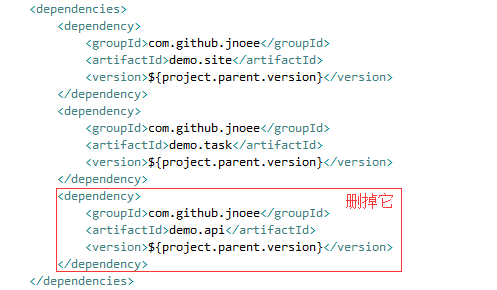 <dependencies>
<dependency>
<groupId>com.github.jnoee</groupId>
<artifactId>demo.site</artifactId>
<version>${project.parent.version}</version>
</dependency>
<dependency>
<groupId>com.github.jnoee</groupId>
<artifactId>demo.task</artifactId>
<version>${project.parent.version}</version>
</dependency>
<dependency>
删掉它
<groupId>com.github.jnoee</groupId>
<artifactId>demo.api</artifactId>
<version>${project.parent.version}</version>
</dependency>
</dependencies>